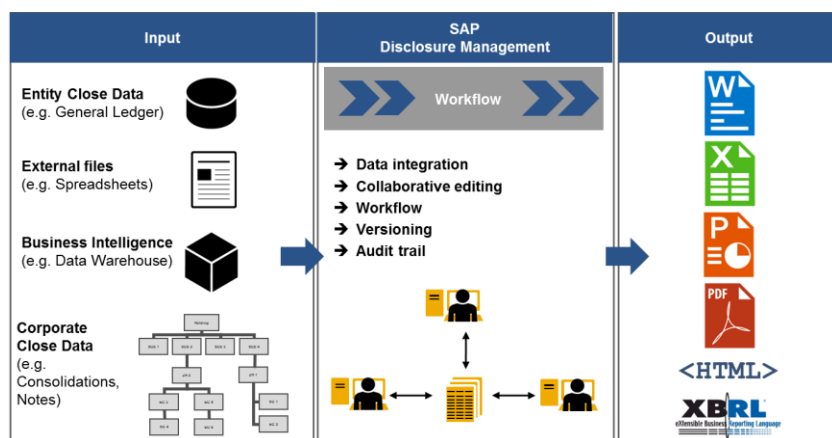 Input
SAP
Disclosure Management
Output
Entity Close Data
(e.g. General Ledger)
External files
(e.g. Spreadsheets)
Business Intelligence
(e.g. Data Warehouse)
Corporate
Close Data
(e.g.
Consolidations,
Notes)
Workflow
➔ Data integration
➔ Collaborative editing
➔ Workflow
➔ Versioning
➔ Audit trail
W
X
P
PDF
<HTML>
XBRL
eXtensible Business Reporting Language